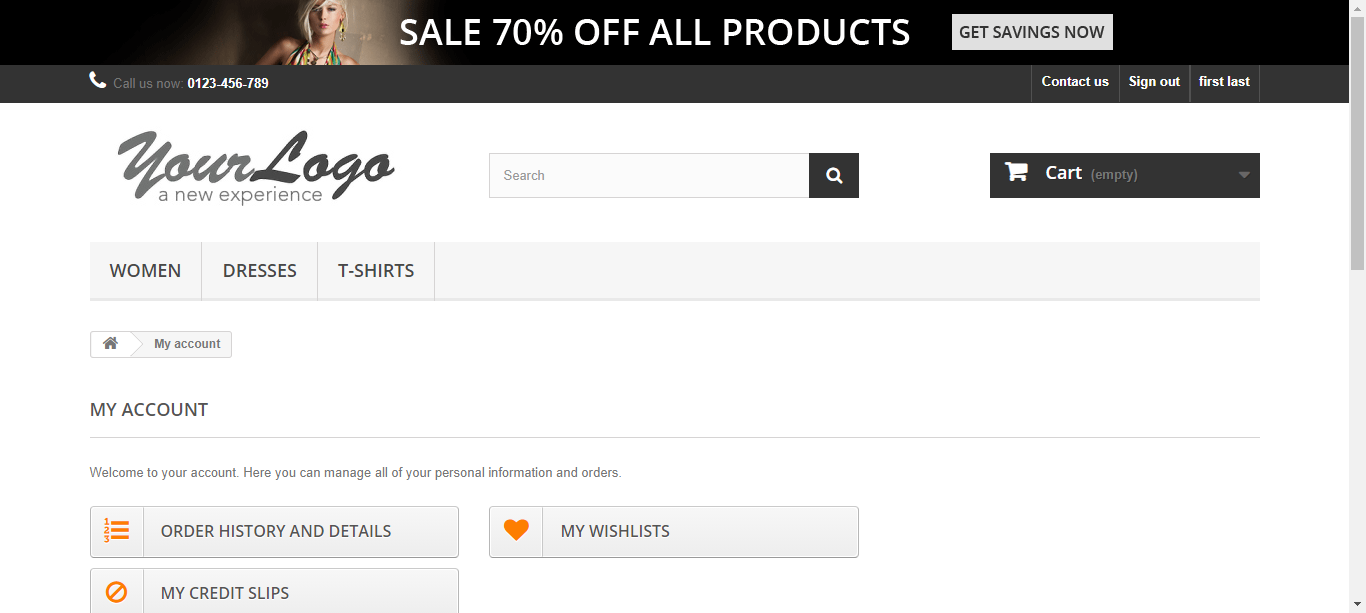 SALE 70% OFF ALL PRODUCTS GET SAVINGS NOW
Call us now: 0123-456-789 Contact us Sign out first last
YourLogo
a new experience
Search
Cart (empty)
WOMEN DRESSES T-SHIRTS
My account
MY ACCOUNT
Welcome to your account. Here you can manage all of your personal information and orders.
1 2 3 ORDER HISTORY AND DETAILS MY WISHLISTS
MY CREDIT SLIPS